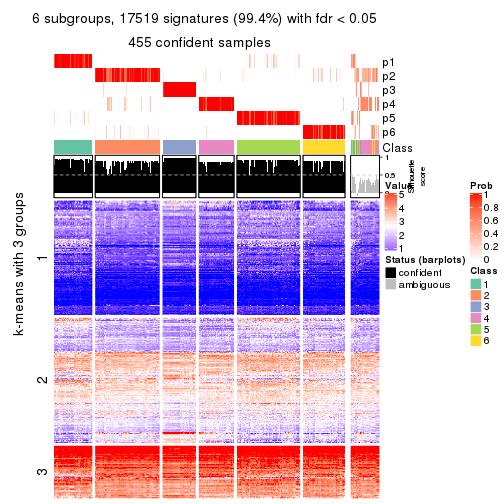 6 subgroups, 17519 signatures (99.4%) with fdr < 0.05
455 confident samples
p1
p2
p3
p4
p5
p6
Class
1
0.5
0
Silhouette
score
k-means with 3 groups
1
2
3
Value
5
4
3
2
1
Status (barplots)
confident
ambiguous
Prob
1
0.8
0.6
0.4
0.2
0
Class
1
2
3
4
5
6